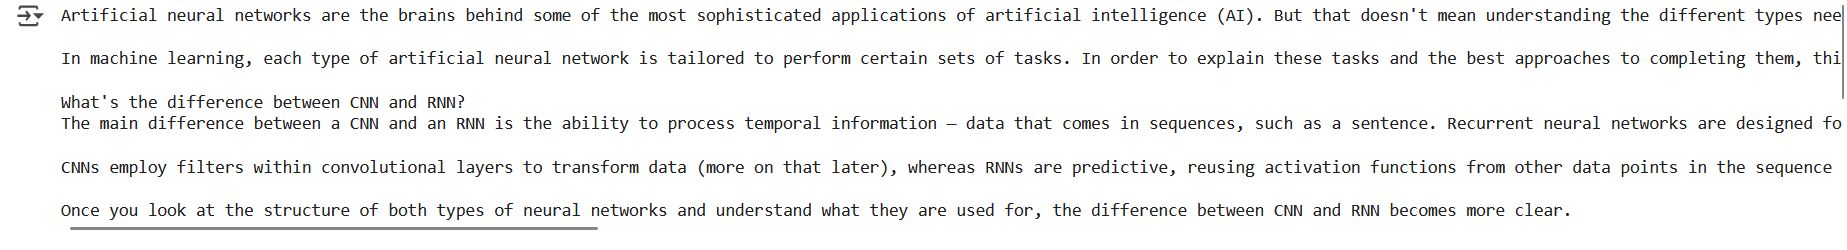 Artificial neural networks are the brains behind some of the most sophisticated applications of artificial intelligence (AI). But that doesn't mean understanding the different types nee
In machine learning, each type of artificial neural network is tailored to perform certain sets of tasks. In order to explain these tasks and the best approaches to completing them, thi
What's the difference between CNN and RNN?
The main difference between a CNN and an RNN is the ability to process temporal information — data that comes in sequences, such as a sentence. Recurrent neural networks are designed fo
CNNs employ filters within convolutional layers to transform data (more on that later), whereas RNNs are predictive, reusing activation functions from other data points in the sequence
Once you look at the structure of both types of neural networks and understand what they are used for, the difference between CNN and RNN becomes more clear.